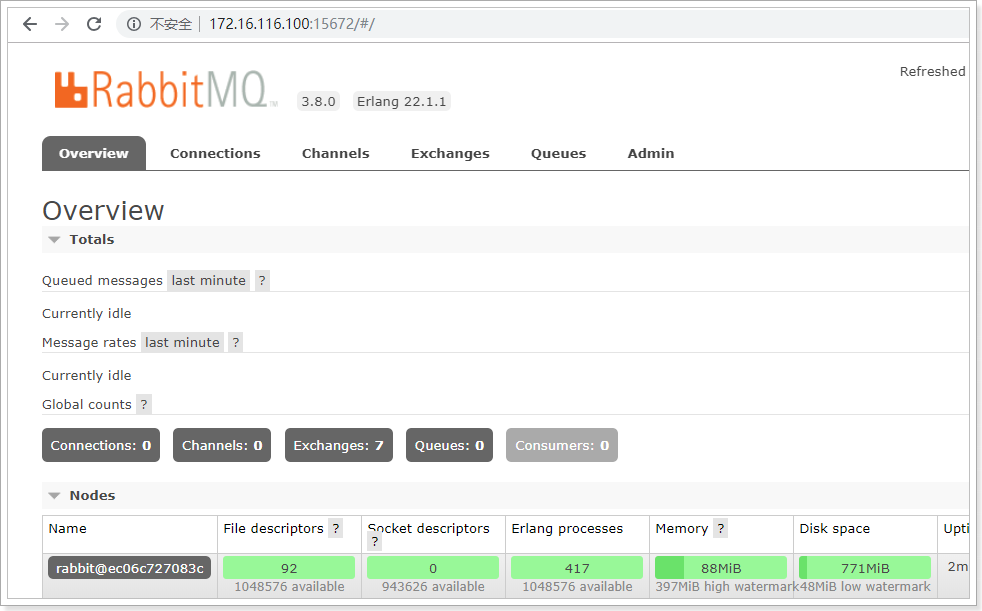 不安全 172.16.116.100:15672/#/
RabbitMQ TM 3.8.0 Erlang 22.1.1 Refreshed
Overview Connections Channels Exchanges Queues Admin
Overview
Totals
Queued messages last minute ?
Currently idle
Message rates last minute ?
Currently idle
Global counts ?
Connections: 0 Channels: 0 Exchanges: 7 Queues: 0 Consumers: 0
Nodes
Name File descriptors ? Socket descriptors ? Erlang processes Memory ? Disk space Upti
rabbit@ec06c727083c 92 0 417 88MiB 771MiB 2m
1048576 available 943626 available 1048576 available 397MiB high watermark 48MiB low watermark